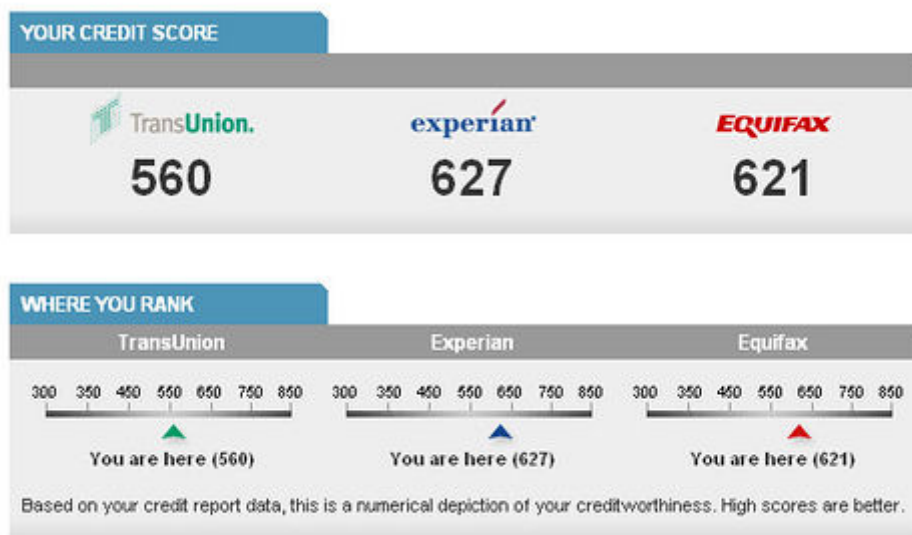 YOUR CREDIT SCORE
TransUnion. experian EQUIFAX
560 627 621
WHERE YOU RANK
TransUnion Experian Equifax
300 350 450 550 650 750 850 300 350 450 550 650 750 850 300 350 450 550 650 750 850
You are here (560) You are here (627) You are here (621)
Based on your credit report data, this is a numerical depiction of your creditworthiness. High scores are better.